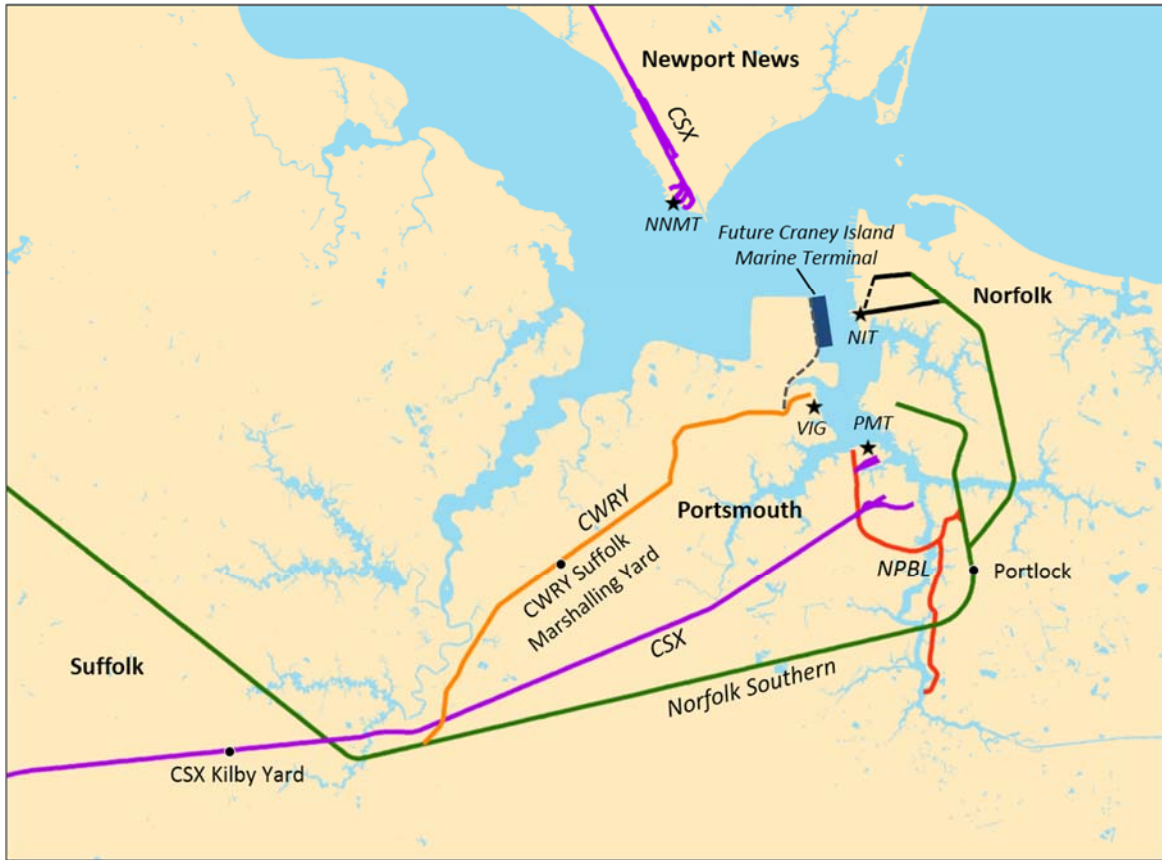 Newport News
CSX
NNMT
Future Craney Island
Marine Terminal
Norfolk
NIT
VIG
PMT
CWRY
Portsmouth
CWRY Suffolk
Marshalling Yard
NPBL
Portlock
CSX
Suffolk
Norfolk Southern
CSX Kilby Yard